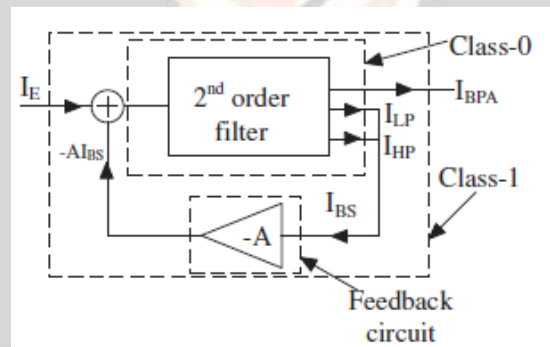 Class-0
I_E
2nd order
filter
I_BPA
I_LP
I_HP
-AI_BS
Class-1
I_BS
-A
Feedback
circuit